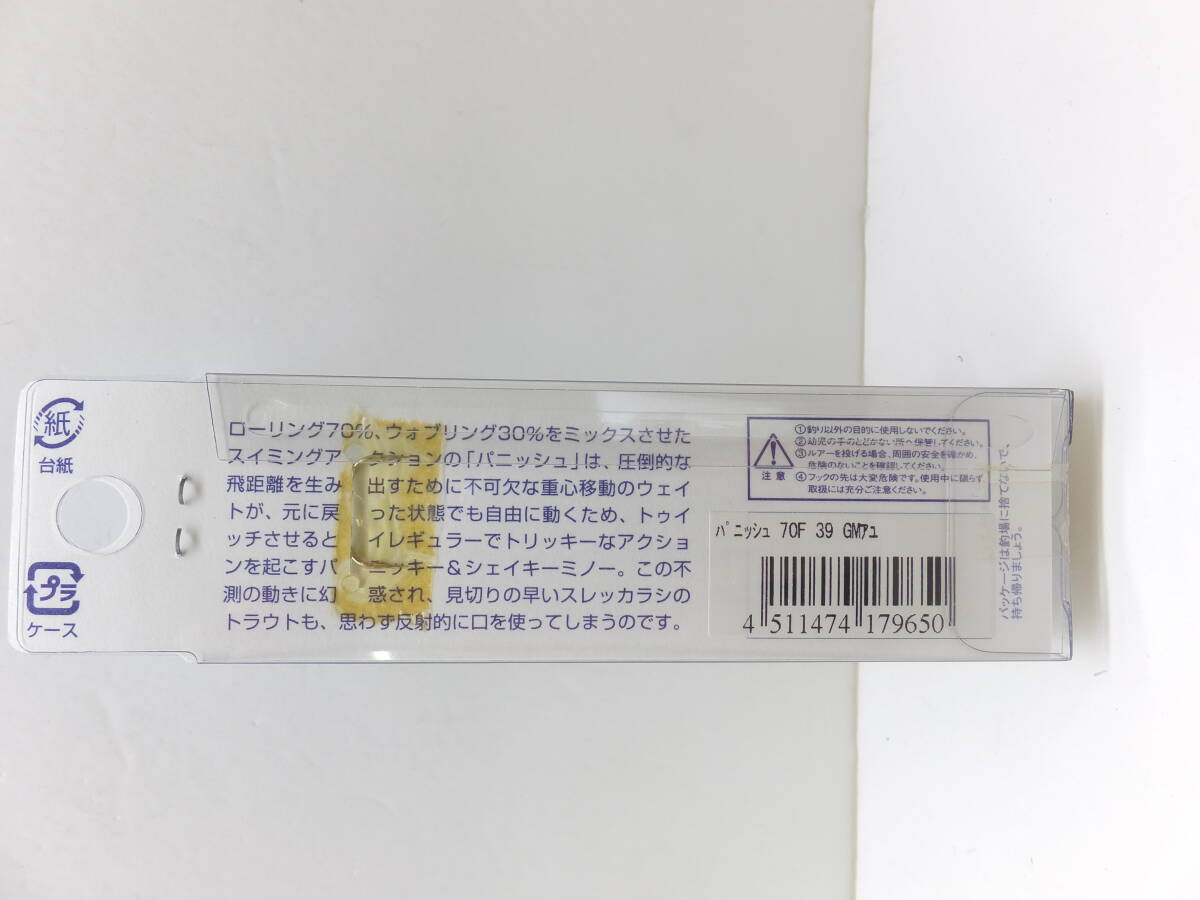 紙
台紙
プラ
ケース
ローリング70%、ウォブリング30%をミックスさせた
スイミングアクションの「パニッシュ」は、圧倒的な
飛距離を生み出すために不可欠な重心移動のウェイ
トが、元に戻った状態でも自由に動くため、トゥイ
ッチさせるとイレギュラーでトリッキーなアクショ
ンを起こすパニッキー&シェイキーミノー。この不
測の動きに幻惑され、見切りの早いスレッカラシの
トラウトも、思わず反射的に口を使ってしまうのです。
注意
①釣り以外の目的に使用しないでください。
②幼児の手のとどかない所へ保管してください。
③ルアーを投げる場合、周囲の安全を確かめ、
危険のないことを確認してください。
④フックの先は大変危険です。使用中に限らず、
取扱には充分ご注意ください。
パニッシュ 70F 39 GMアユ
4 511474 179650
パッケージは釣場に捨てないで、
持ち帰りましょう。